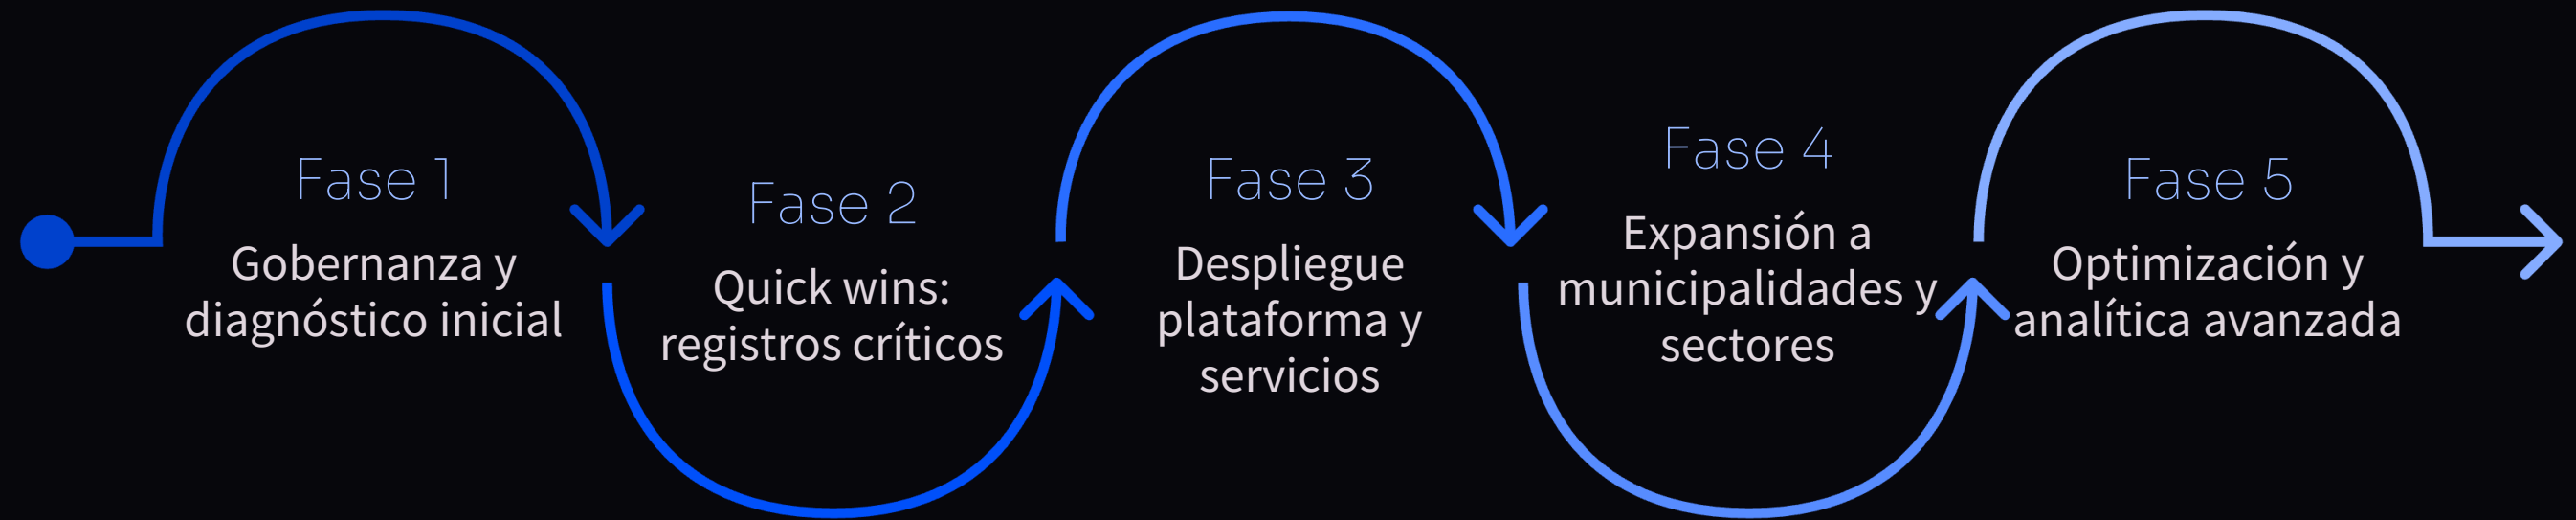 Fase 1
Gobernanza y
diagnóstico inicial
Fase 2
Quick wins:
registros críticos
Fase 3
Despliegue
plataforma y
servicios
Fase 4
Expansión a
municipalidades y
sectores
Fase 5
Optimización y
analítica avanzada